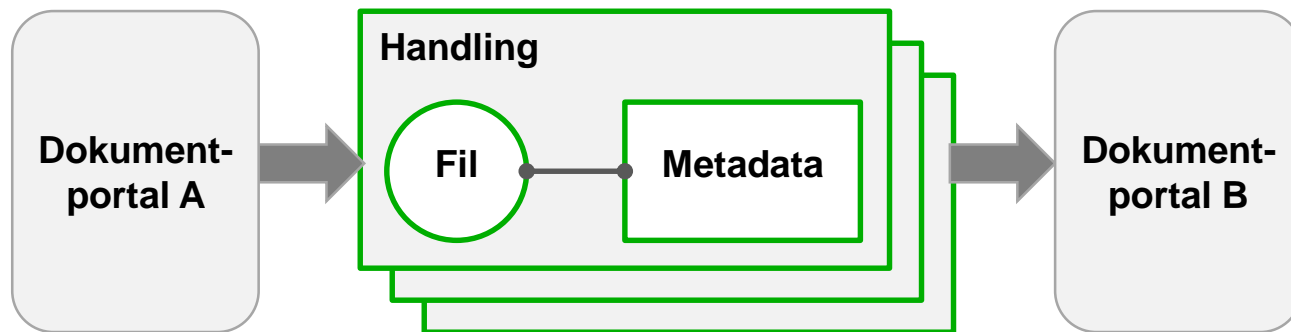 Dokument-
portal A
Handling
Fil
Metadata
Dokument-
portal B